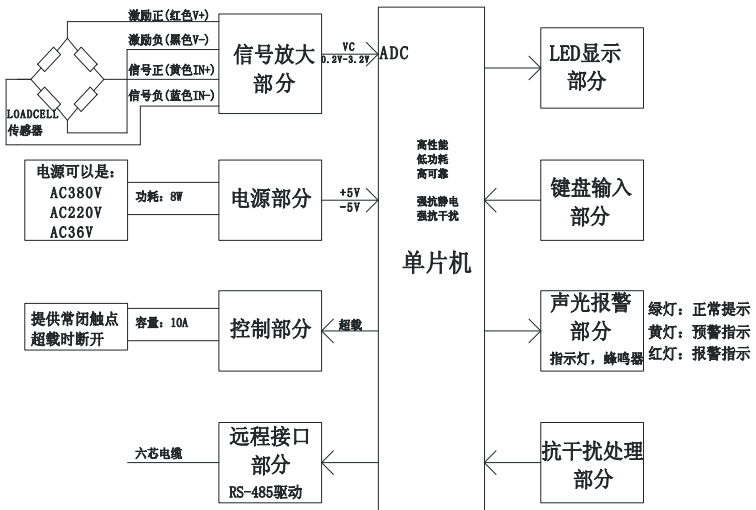 激励正(红色V+)
激励负(黑色V-)
信号正(黄色IN+)
信号负(蓝色IN-)
LOADCELL
传感器
信号放大
部分
VC
0.2V-3.2V
ADC
LED显示
部分
电源可以是:
AC380V
AC220V
AC36V
功耗: 8W
电源部分
+5V
-5V
高性能
低功耗
高可靠
强抗静电
强抗干扰
单片机
键盘输入
部分
提供常闭触点
超载时断开
容量: 10A
控制部分
超载
声光报警
部分
指示灯, 蜂鸣器
绿灯: 正常提示
黄灯: 预警指示
红灯: 报警指示
六芯电缆
远程接口
部分
RS-485驱动
抗干扰处理
部分